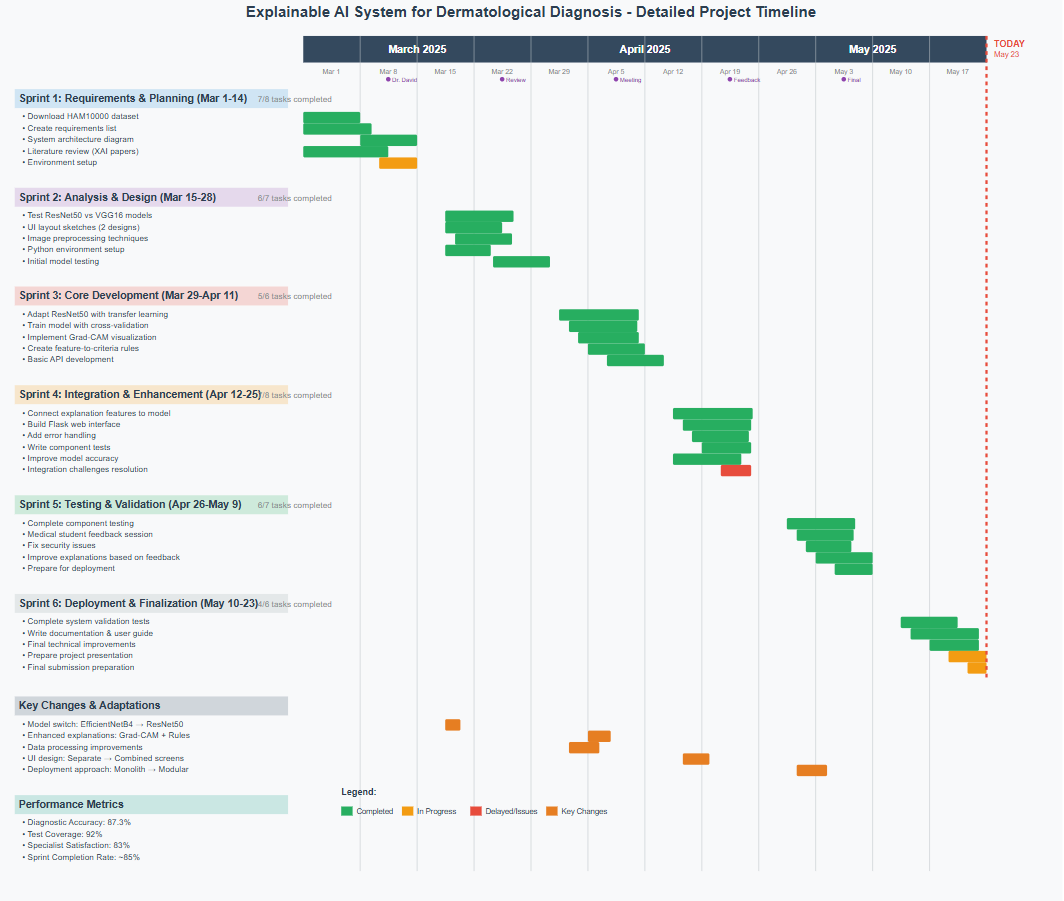 Explainable AI System for Dermatological Diagnosis - Detailed Project Timeline
March 2025 April 2025 May 2025
TODAY
May 23
Mar 1 Mar 8 Mar 15 Mar 22 Mar 29 Apr 5 Apr 12 Apr 19 Apr 26 May 3 May 10 May 17
Dr. David Review Meeting Feedback Final
Sprint 1: Requirements & Planning (Mar 1-14) 7/8 tasks completed
• Download HAM10000 dataset
• Create requirements list
• System architecture diagram
• Literature review (XAI papers)
• Environment setup
Sprint 2: Analysis & Design (Mar 15-28) 6/7 tasks completed
• Test ResNet50 vs VGG16 models
• UI layout sketches (2 designs)
• Image preprocessing techniques
• Python environment setup
• Initial model testing
Sprint 3: Core Development (Mar 29-Apr 11) 5/6 tasks completed
• Adapt ResNet50 with transfer learning
• Train model with cross-validation
• Implement Grad-CAM visualization
• Create feature-to-criteria rules
• Basic API development
Sprint 4: Integration & Enhancement (Apr 12-25) 7/8 tasks completed
• Connect explanation features to model
• Build Flask web interface
• Add error handling
• Write component tests
• Improve model accuracy
• Integration challenges resolution
Sprint 5: Testing & Validation (Apr 26-May 9) 6/7 tasks completed
• Complete component testing
• Medical student feedback session
• Fix security issues
• Improve explanations based on feedback
• Prepare for deployment
Sprint 6: Deployment & Finalization (May 10-23) 4/6 tasks completed
• Complete system validation tests
• Write documentation & user guide
• Final technical improvements
• Prepare project presentation
• Final submission preparation
Key Changes & Adaptations
• Model switch: EfficientNetB4 → ResNet50
• Enhanced explanations: Grad-CAM + Rules
• Data processing improvements
• UI design: Separate → Combined screens
• Deployment approach: Monolith → Modular
Legend:
Completed In Progress Delayed/Issues Key Changes
Performance Metrics
• Diagnostic Accuracy: 87.3%
• Test Coverage: 92%
• Specialist Satisfaction: 83%
• Sprint Completion Rate: ~85%